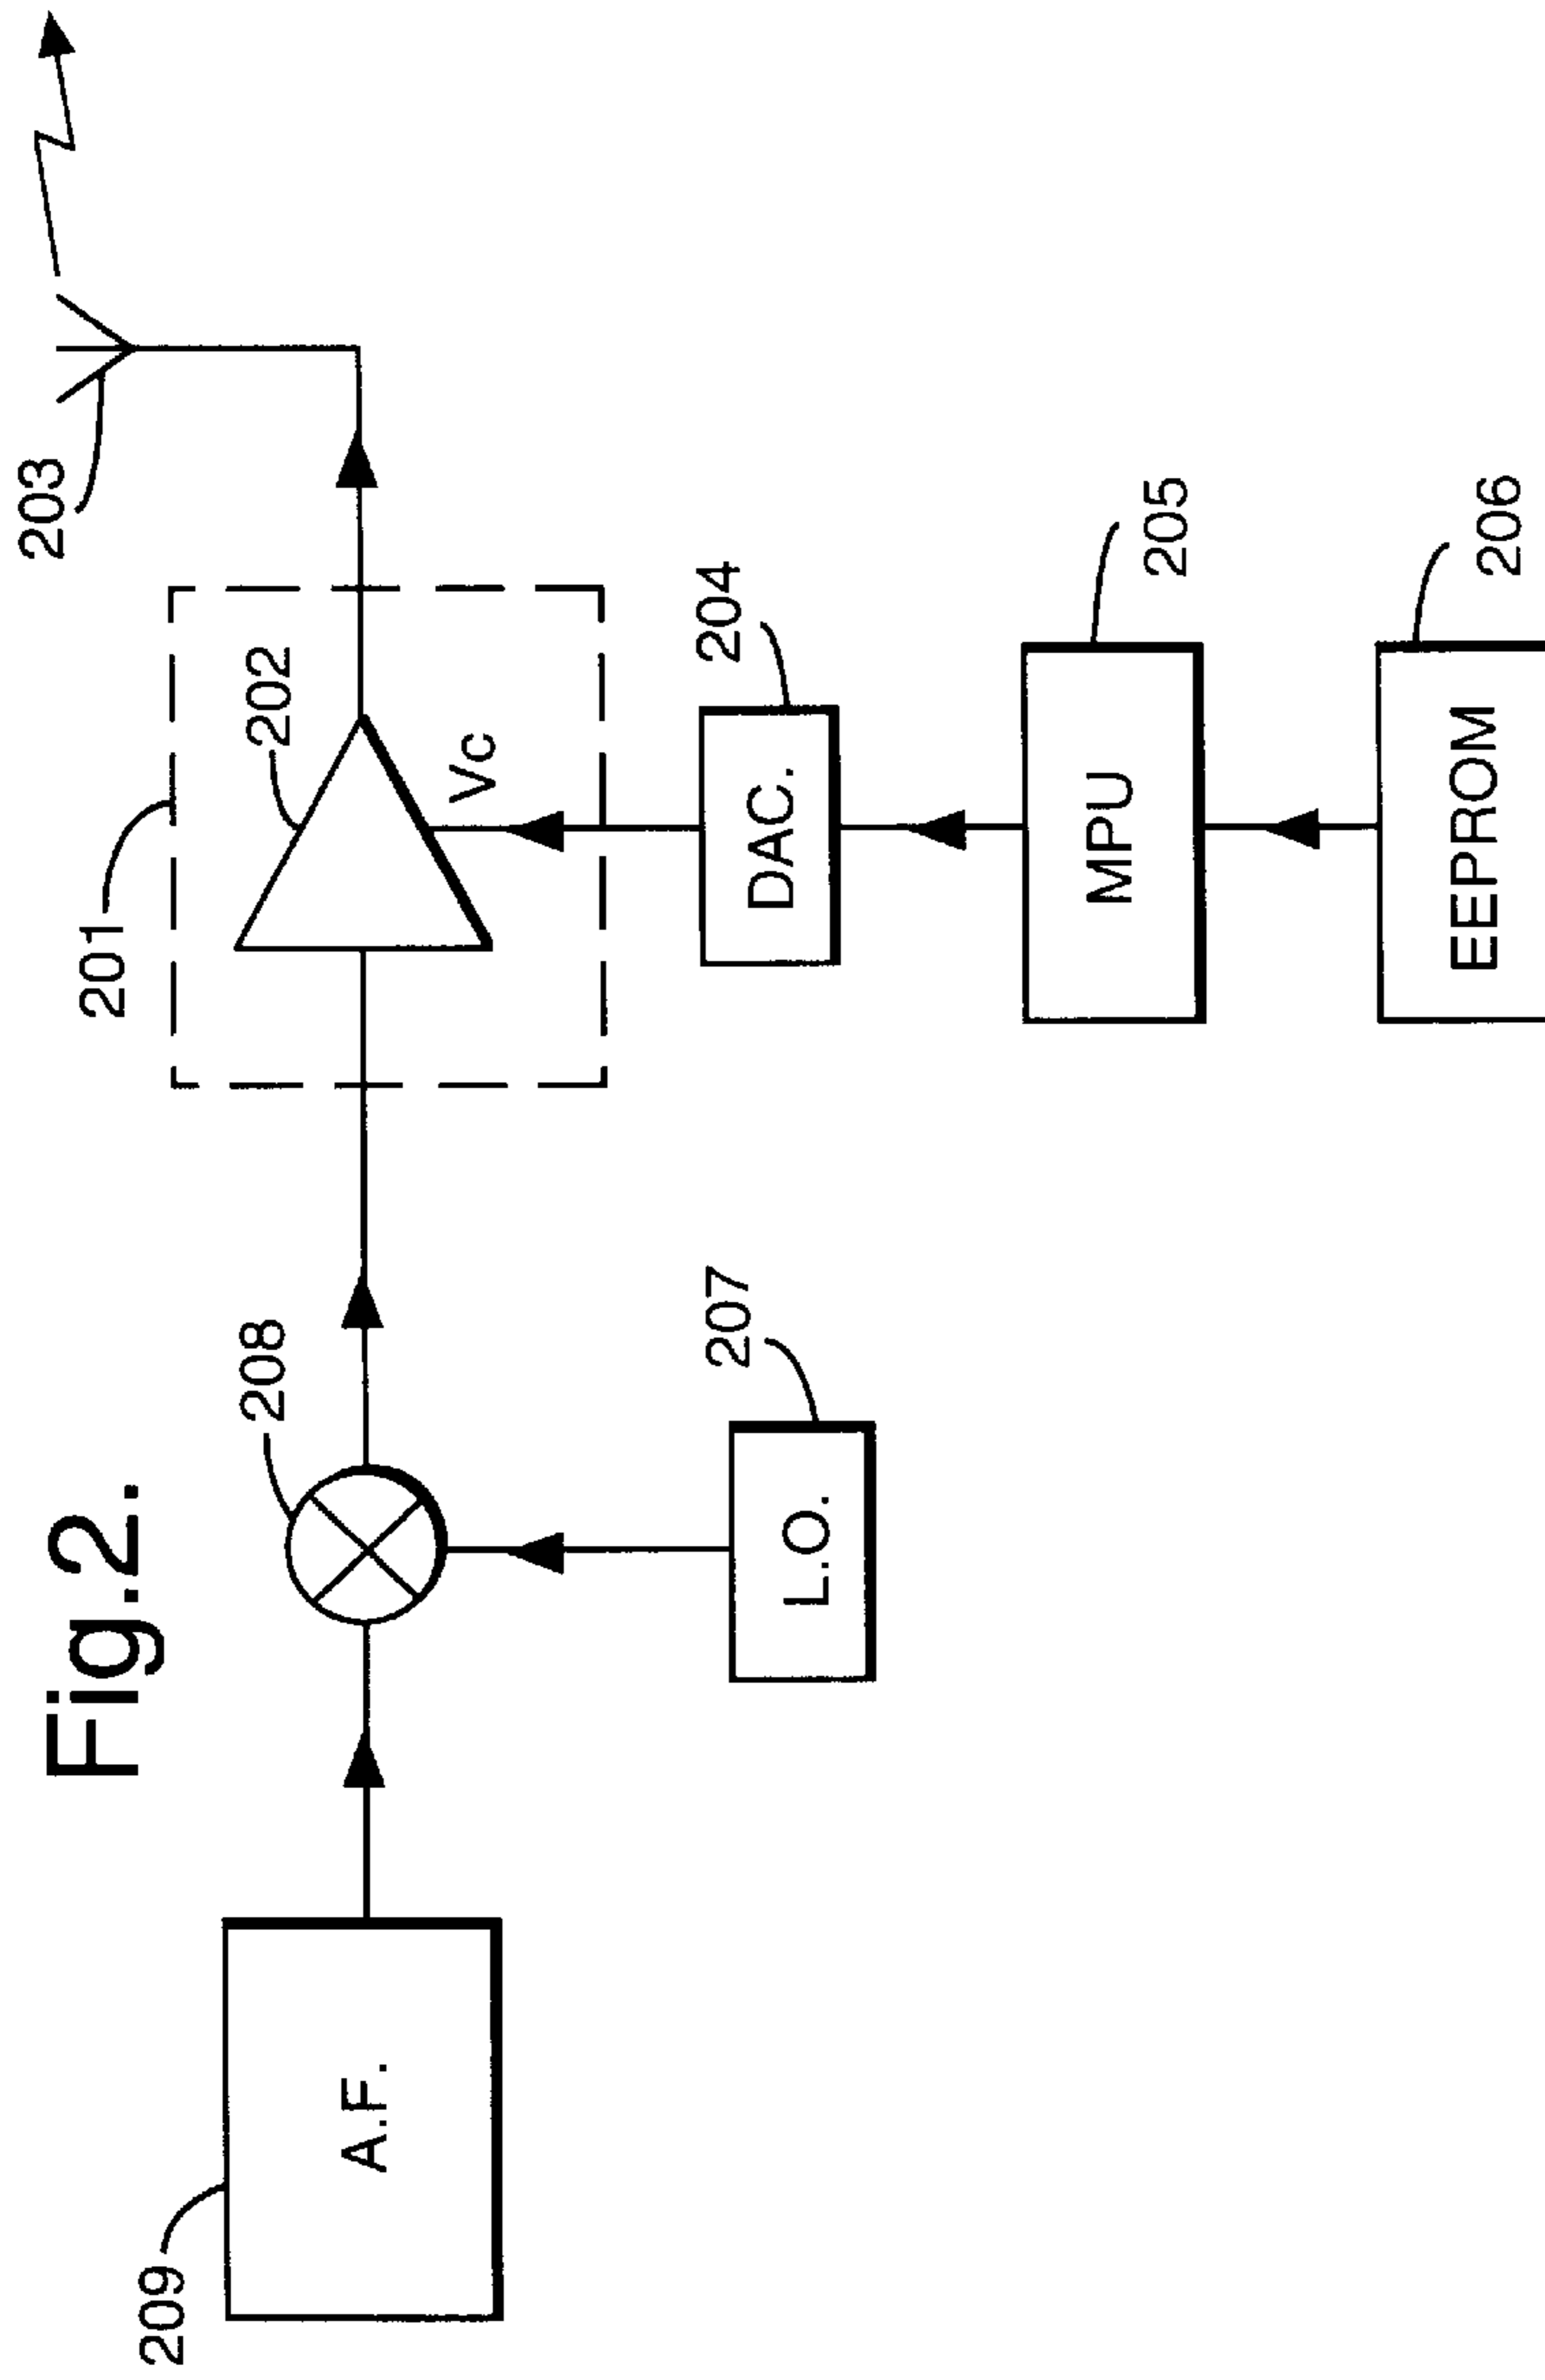 Fig.2.
203
201
202
Vc
208
209
A.F.
204
DAC.
207
L.O.
205
MPU
206
EEPROM